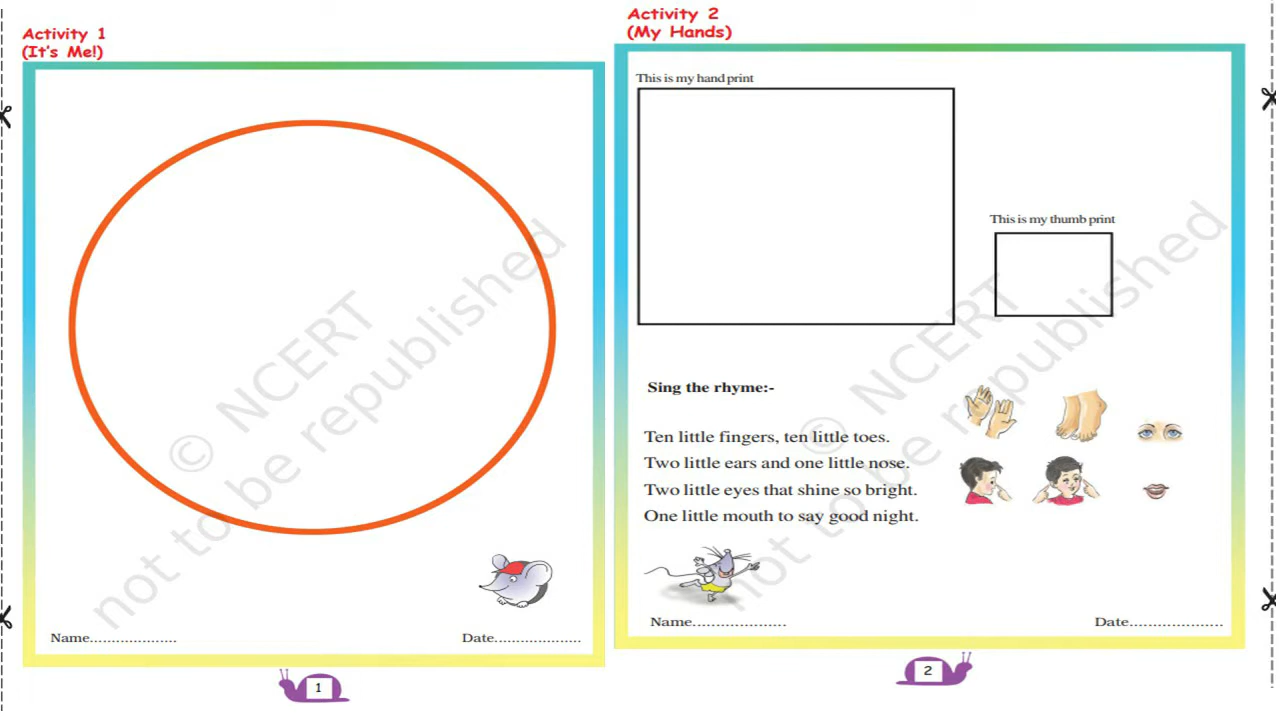 Activity 1
(It's Me!)
© NCERT
not to be republished
Name....................
Date....................
1
Activity 2
(My Hands)
This is my hand print
This is my thumb print
© NCERT
not to be republished
Sing the rhyme:-
Ten little fingers, ten little toes.
Two little ears and one little nose.
Two little eyes that shine so bright.
One little mouth to say good night.
Name......................
Date......................
2